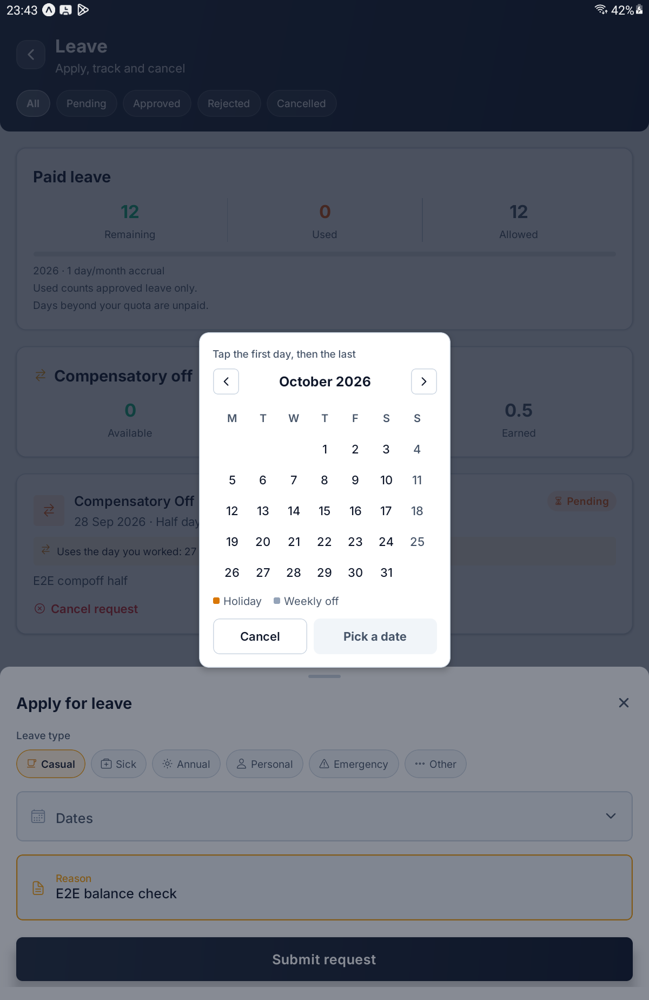 23:43 42%
Leave
Apply, track and cancel
All Pending Approved Rejected Cancelled
Paid leave
12 0 12
Remaining Used Allowed
2026 · 1 day/month accrual
Used counts approved leave only.
Days beyond your quota are unpaid.
Compensatory off
0 0.5
Available Earned
Compensatory Off
Pending
28 Sep 2026 · Half day
Uses the day you worked: 27
E2E compoff half
Cancel request
Tap the first day, then the last
October 2026
M T W T F S S
1 2 3 4
5 6 7 8 9 10 11
12 13 14 15 16 17 18
19 20 21 22 23 24 25
26 27 28 29 30 31
Holiday Weekly off
Cancel Pick a date
Apply for leave
Leave type
Casual Sick Annual Personal Emergency Other
Dates
Reason
E2E balance check
Submit request